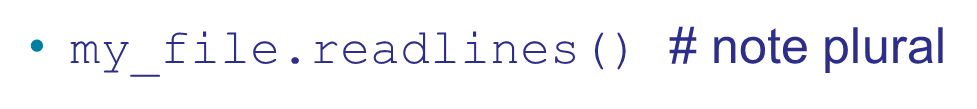 • my_file.readlines() # note plural